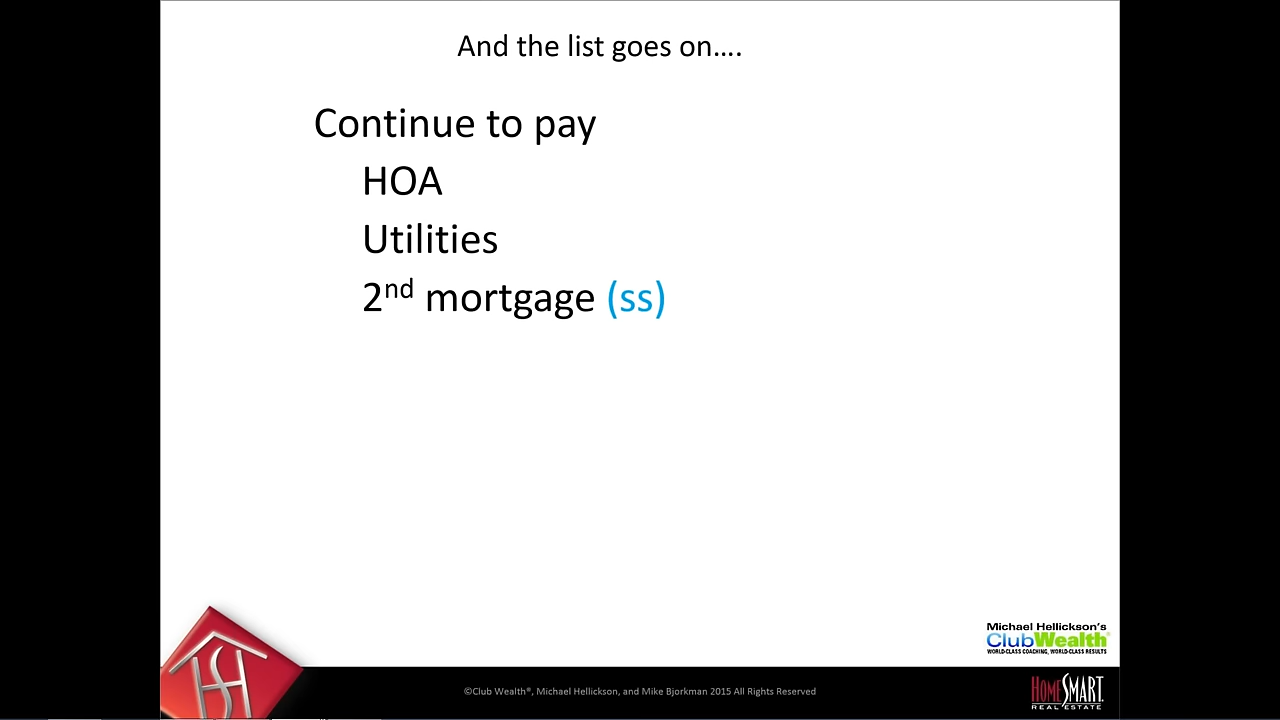 And the list goes on....
Continue to pay
HOA
Utilities
2nd mortgage (ss)
Michael Hellickson's
ClubWealth®
WORLD-CLASS COACHING, WORLD-CLASS RESULTS
©Club Wealth®, Michael Hellickson, and Mike Bjorkman 2015 All Rights Reserved
HOMESMART
REAL ESTATE